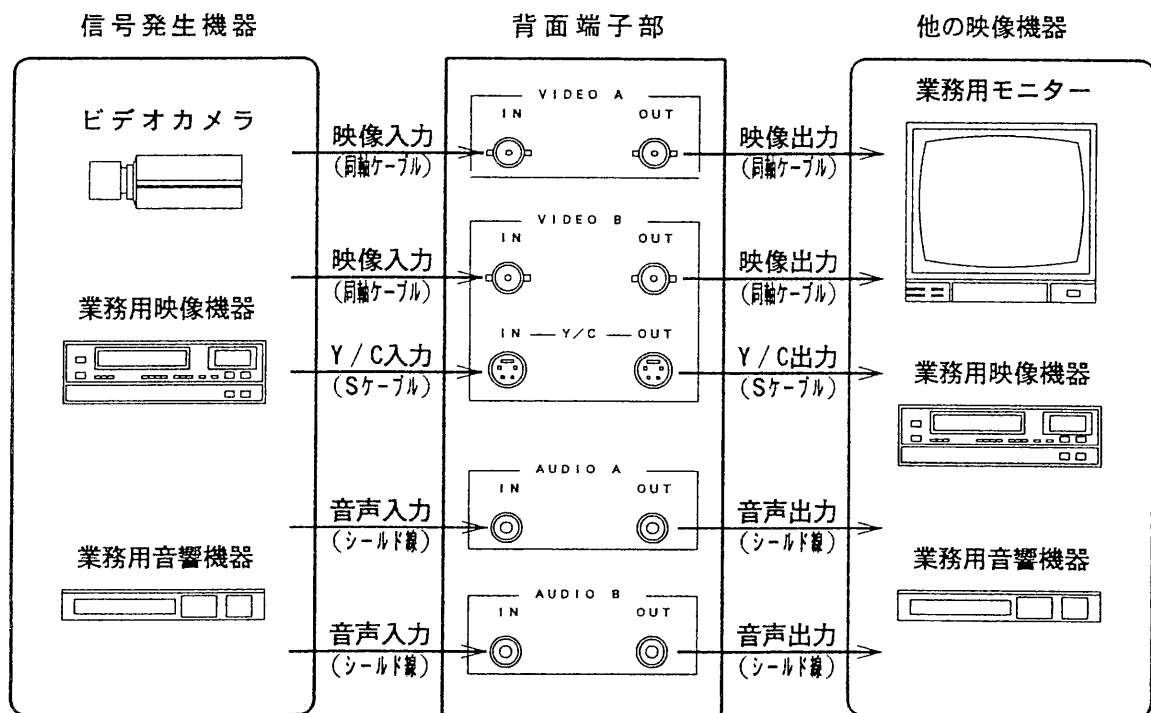 信号発生機器
背面端子部
他の映像機器
ビデオカメラ
映像入力
(同軸ケーブル)
VIDEO A
IN OUT
映像出力
(同軸ケーブル)
業務用モニター
映像入力
(同軸ケーブル)
VIDEO B
IN OUT
映像出力
(同軸ケーブル)
業務用映像機器
Y/C入力
(Sケーブル)
IN Y/C OUT
Y/C出力
(Sケーブル)
業務用映像機器
音声入力
(シールド線)
AUDIO A
IN OUT
音声出力
(シールド線)
業務用音響機器
業務用音響機器
音声入力
(シールド線)
AUDIO B
IN OUT
音声出力
(シールド線)